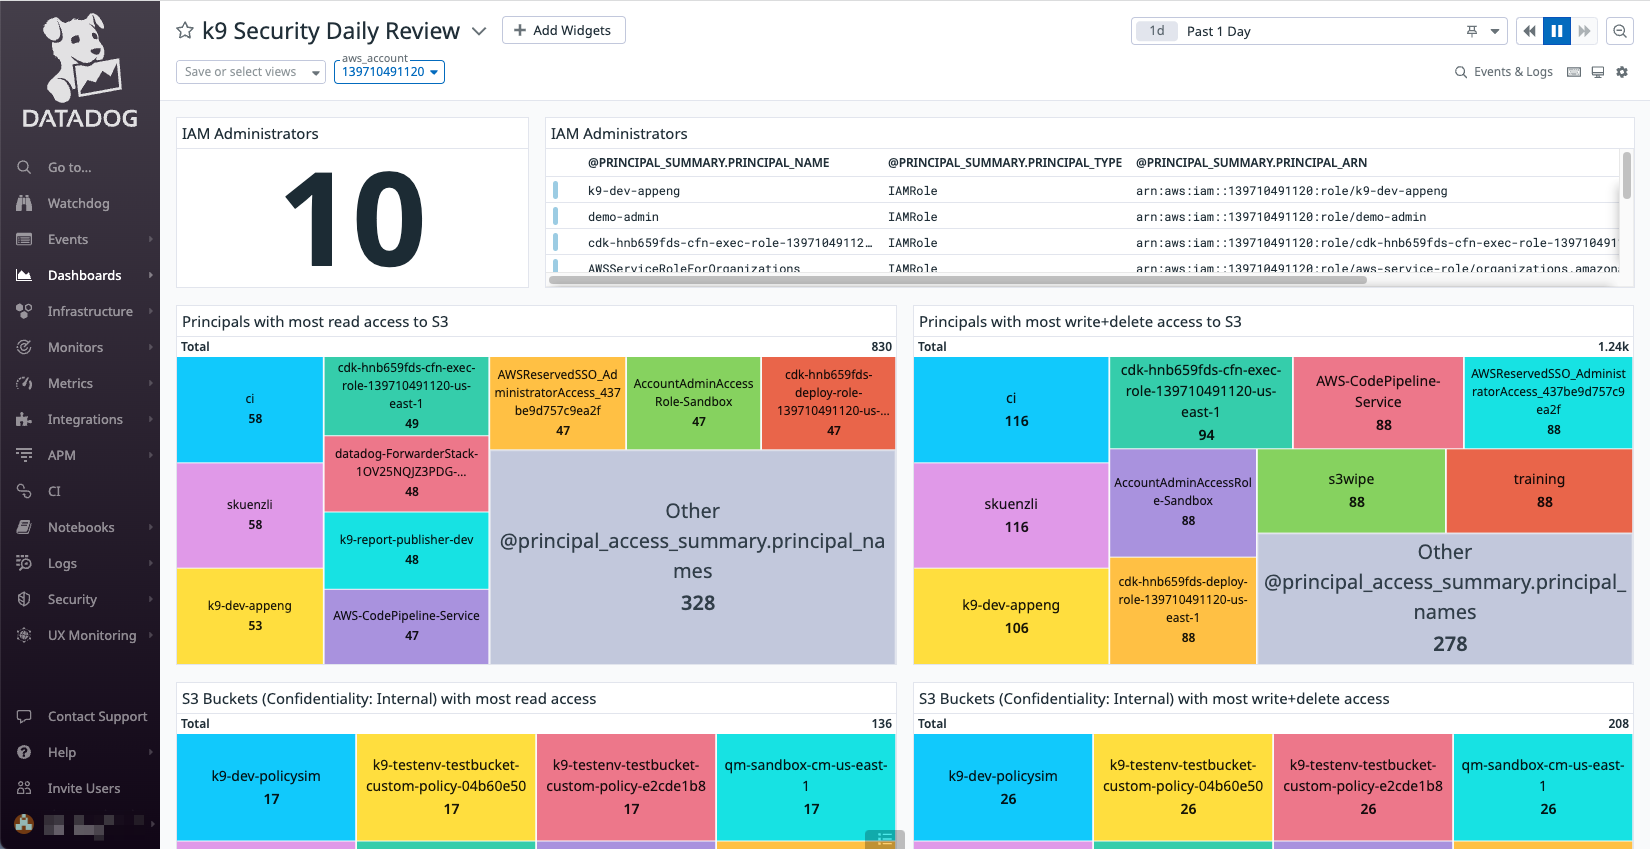 DATADOG
Go to...
Watchdog
Events
Dashboards
Infrastructure
Monitors
Metrics
Integrations
APM
CI
Notebooks
Logs
Security
UX Monitoring
Contact Support
Help
Invite Users
k9 Security Daily Review
Add Widgets
1d Past 1 Day
Save or select views
aws_account
139710491120
Events & Logs
IAM Administrators
10
IAM Administrators
@PRINCIPAL_SUMMARY.PRINCIPAL_NAME @PRINCIPAL_SUMMARY.PRINCIPAL_TYPE @PRINCIPAL_SUMMARY.PRINCIPAL_ARN
k9-dev-appeng IAMRole arn:aws:iam::139710491120:role/k9-dev-appeng
demo-admin IAMRole arn:aws:iam::139710491120:role/demo-admin
cdk-hnb659fds-cfn-exec-role-13971049112… IAMRole arn:aws:iam::139710491120:role/cdk-hnb659fds-cfn-exec-role-1397104911
AWSServiceRoleForOrganizations IAMRole arn:aws:iam::139710491120:role/aws-service-role/organizations.amazon
Principals with most read access to S3
Total 830
ci
58
skuenzli
58
k9-dev-appeng
53
cdk-hnb659fds-cfn-exec-
role-139710491120-us-
east-1
49
datadog-ForwarderStack-
1OV25NQJZ3PDG-...
48
k9-report-publisher-dev
48
AWS-CodePipeline-Service
47
AWSReservedSSO_Ad
ministratorAccess_437
be9d757c9ea2f
47
AccountAdminAccess
Role-Sandbox
47
cdk-hnb659fds-
deploy-role-
139710491120-us-...
47
Other
@principal_access_summary.principal_na
mes
328
Principals with most write+delete access to S3
Total 1.24k
ci
116
skuenzli
116
k9-dev-appeng
106
cdk-hnb659fds-cfn-exec-
role-139710491120-us-
east-1
94
AWS-CodePipeline-
Service
88
AWSReservedSSO_Administ
ratorAccess_437be9d757c9
ea2f
88
AccountAdminAccessRol
e-Sandbox
88
cdk-hnb659fds-deploy-
role-139710491120-us-
east-1
88
s3wipe
88
training
88
Other
@principal_access_summary.principal_
names
278
S3 Buckets (Confidentiality: Internal) with most read access
Total 136
k9-dev-policysim
17
k9-testenv-testbucket-
custom-policy-04b60e50
17
k9-testenv-testbucket-
custom-policy-e2cde1b8
17
qm-sandbox-cm-us-east-
1
17
S3 Buckets (Confidentiality: Internal) with most write+delete access
Total 208
k9-dev-policysim
26
k9-testenv-testbucket-
custom-policy-04b60e50
26
k9-testenv-testbucket-
custom-policy-e2cde1b8
26
qm-sandbox-cm-us-east-
1
26